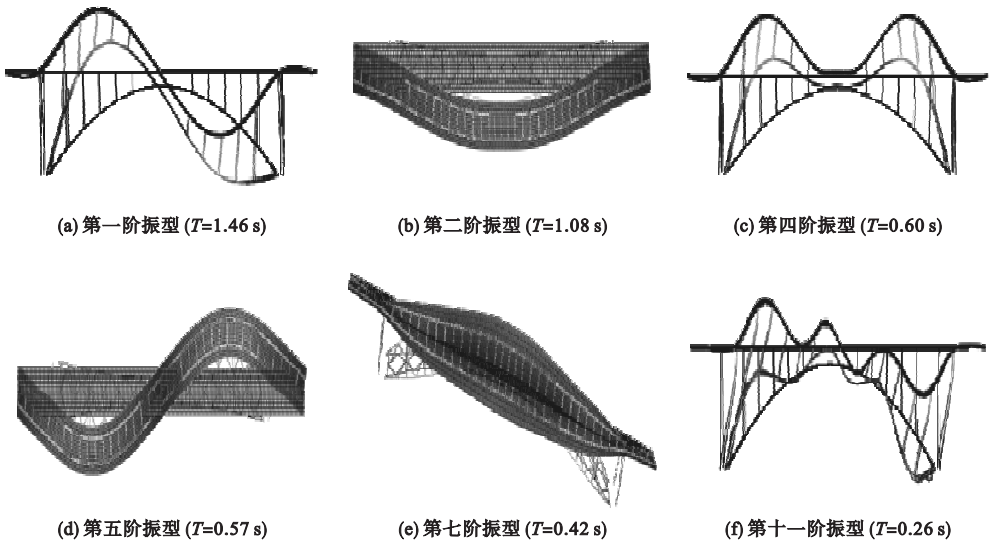 (a) 第一阶振型 (T=1.46 s)
(b) 第二阶振型 (T=1.08 s)
(c) 第四阶振型 (T=0.60 s)
(d) 第五阶振型 (T=0.57 s)
(e) 第七阶振型 (T=0.42 s)
(f) 第十一阶振型 (T=0.26 s)